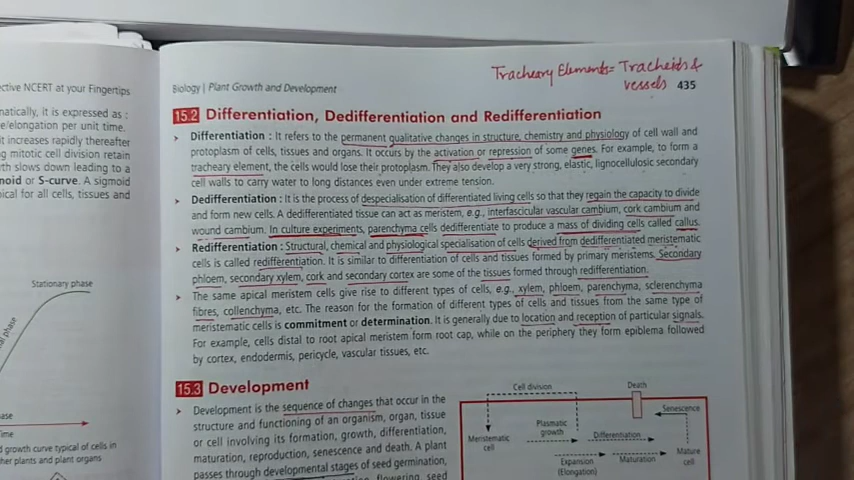 ective NCERT at your Fingertips
matically, it is expressed as :
e/elongation per unit time.
it increases rapidly thereafter
ng mitotic cell division retain
th slows down leading to a
noid or S-curve. A sigmoid
ical for all cells, tissues and
Stationary phase
al phase
ase
Time
d growth curve typical of cells in
her plants and plant organs
Tracheary Elements = Tracheids &
vessels
Biology | Plant Growth and Development 435
15.2 Differentiation, Dedifferentiation and Redifferentiation
Differentiation : It refers to the permanent qualitative changes in structure, chemistry and physiology of cell wall and
protoplasm of cells, tissues and organs. It occurs by the activation or repression of some genes. For example, to form a
tracheary element, the cells would lose their protoplasm. They also develop a very strong, elastic, lignocellulosic secondary
cell walls to carry water to long distances even under extreme tension.
Dedifferentiation : It is the process of despecialisation of differentiated living cells so that they regain the capacity to divide
and form new cells. A dedifferentiated tissue can act as meristem, e.g., interfascicular vascular cambium, cork cambium and
wound cambium. In culture experiments, parenchyma cells dedifferentiate to produce a mass of dividing cells called callus.
Redifferentiation : Structural, chemical and physiological specialisation of cells derived from dedifferentiated meristematic
cells is called redifferentiation. It is similar to differentiation of cells and tissues formed by primary meristems. Secondary
phloem, secondary xylem, cork and secondary cortex are some of the tissues formed through redifferentiation.
The same apical meristem cells give rise to different types of cells, e.g., xylem, phloem, parenchyma, sclerenchyma
fibres, collenchyma, etc. The reason for the formation of different types of cells and tissues from the same type of
meristematic cells is commitment or determination. It is generally due to location and reception of particular signals.
For example, cells distal to root apical meristem form root cap, while on the periphery they form epiblema followed
by cortex, endodermis, pericycle, vascular tissues, etc.
15.3 Development
Development is the sequence of changes that occur in the
structure and functioning of an organism, organ, tissue
or cell involving its formation, growth, differentiation,
maturation, reproduction, senescence and death. A plant
passes through developmental stages of seed germination,
flowering, seed
Cell division
Death
Senescence
Plasmatic
growth
Meristematic
cell
Differentiation
Expansion
(Elongation)
Maturation
Mature
cell